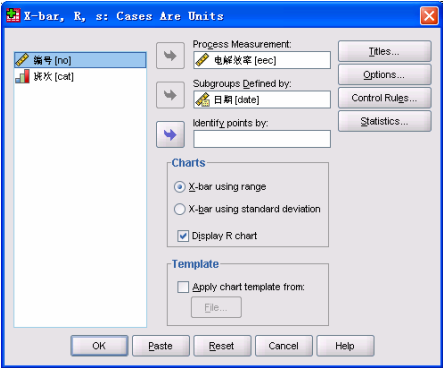 X-bar, R, s: Cases Are Units
编号 [no]
班次 [cat]
Process Measurement:
电解效率 [eec]
Subgroups Defined by:
日期 [date]
Identify points by:
Charts
X-bar using range
X-bar using standard deviation
Display R chart
Template
Apply chart template from:
File...
Titles...
Options...
Control Rules...
Statistics...
OK
Paste
Reset
Cancel
Help